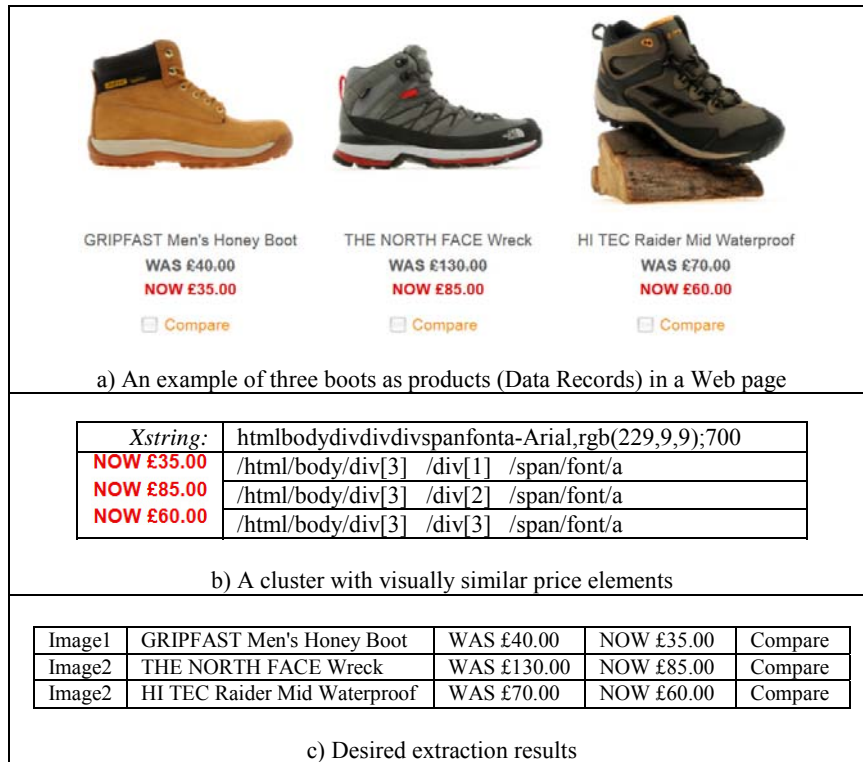 GRIPFAST Men's Honey Boot THE NORTH FACE Wreck HI TEC Raider Mid Waterproof
WAS £40.00 WAS £130.00 WAS £70.00
NOW £35.00 NOW £85.00 NOW £60.00
Compare Compare Compare
a) An example of three boots as products (Data Records) in a Web page
Xstring: htmlbodydivdivdivspanfonta-Arial,rgb(229,9,9);700
NOW £35.00 /html/body/div[3] /div[1] /span/font/a
NOW £85.00 /html/body/div[3] /div[2] /span/font/a
NOW £60.00 /html/body/div[3] /div[3] /span/font/a
b) A cluster with visually similar price elements
Image1 GRIPFAST Men's Honey Boot WAS £40.00 NOW £35.00 Compare
Image2 THE NORTH FACE Wreck WAS £130.00 NOW £85.00 Compare
Image2 HI TEC Raider Mid Waterproof WAS £70.00 NOW £60.00 Compare
c) Desired extraction results